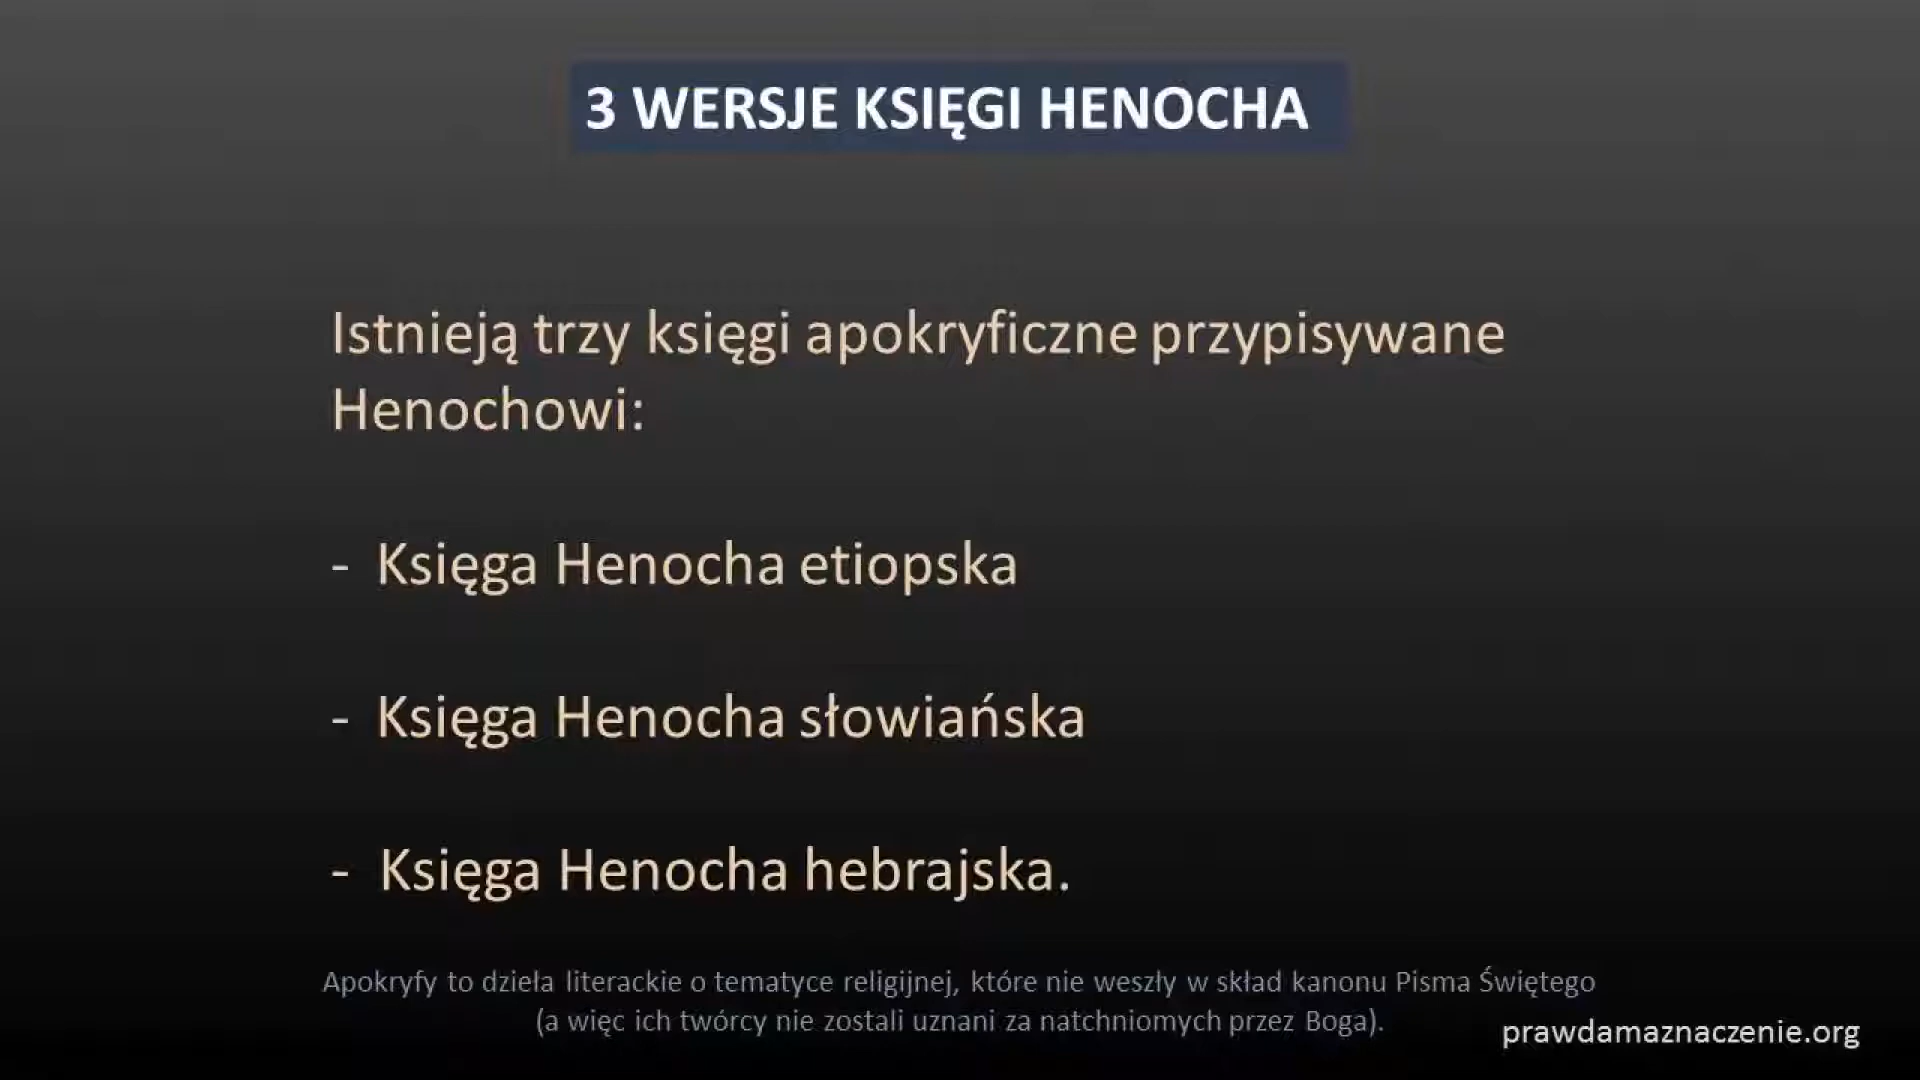 3 WERSJE KSIĘGI HENOCHA
Istnieją trzy księgi apokryficzne przypisywane
Henochowi:
- Księga Henocha etiopska
- Księga Henocha słowiańska
- Księga Henocha hebrajska.
Apokryfy to dzieła literackie o tematyce religijnej, które nie weszły w skład kanonu Pisma Świętego
(a więc ich twórcy nie zostali uznani za natchniomych przez Boga).
prawdamaznaczenie.org